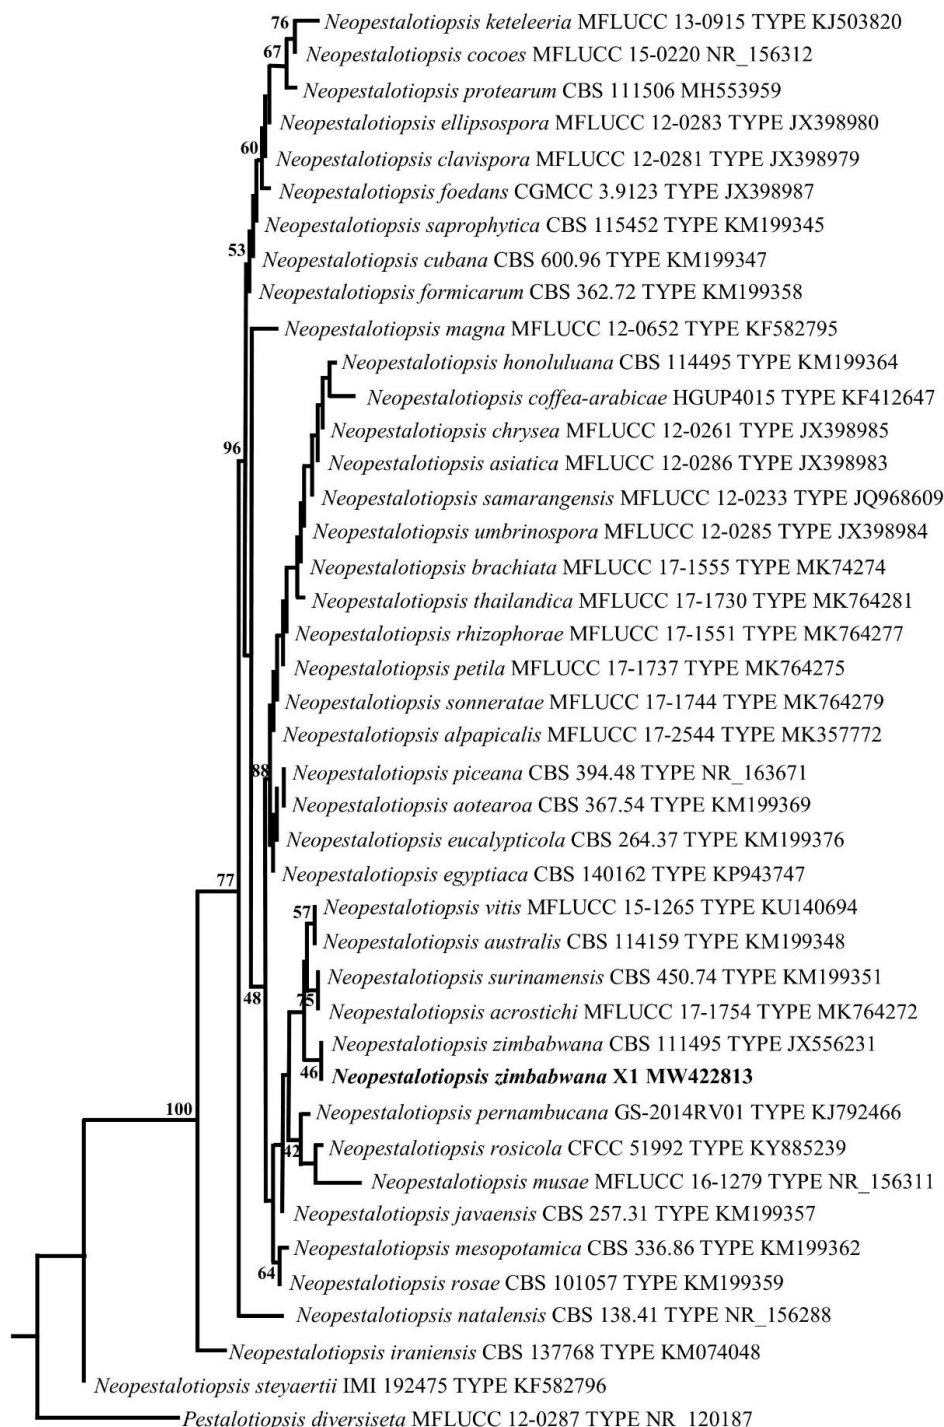 76 Neopestalotiopsis keteleeria MFLUCC 13-0915 TYPE KJ503820
67 Neopestalotiopsis cocoes MFLUCC 15-0220 NR_156312
Neopestalotiopsis protearum CBS 111506 MH553959
Neopestalotiopsis ellipsospora MFLUCC 12-0283 TYPE JX398980
60 Neopestalotiopsis clavispora MFLUCC 12-0281 TYPE JX398979
Neopestalotiopsis foedans CGMCC 3.9123 TYPE JX398987
Neopestalotiopsis saprophytica CBS 115452 TYPE KM199345
53 Neopestalotiopsis cubana CBS 600.96 TYPE KM199347
Neopestalotiopsis formicarum CBS 362.72 TYPE KM199358
Neopestalotiopsis magna MFLUCC 12-0652 TYPE KF582795
Neopestalotiopsis honoluluana CBS 114495 TYPE KM199364
Neopestalotiopsis coffea-arabicae HGUP4015 TYPE KF412647
Neopestalotiopsis chrysea MFLUCC 12-0261 TYPE JX398985
96 Neopestalotiopsis asiatica MFLUCC 12-0286 TYPE JX398983
Neopestalotiopsis samarangensis MFLUCC 12-0233 TYPE JQ968609
Neopestalotiopsis umbrinospora MFLUCC 12-0285 TYPE JX398984
Neopestalotiopsis brachiata MFLUCC 17-1555 TYPE MK74274
Neopestalotiopsis thailandica MFLUCC 17-1730 TYPE MK764281
Neopestalotiopsis rhizophorae MFLUCC 17-1551 TYPE MK764277
Neopestalotiopsis petila MFLUCC 17-1737 TYPE MK764275
Neopestalotiopsis sonneratae MFLUCC 17-1744 TYPE MK764279
Neopestalotiopsis alpapicalis MFLUCC 17-2544 TYPE MK357772
88 Neopestalotiopsis piceana CBS 394.48 TYPE NR_163671
Neopestalotiopsis aotearoa CBS 367.54 TYPE KM199369
Neopestalotiopsis eucalypticola CBS 264.37 TYPE KM199376
77 Neopestalotiopsis egyptiaca CBS 140162 TYPE KP943747
57 Neopestalotiopsis vitis MFLUCC 15-1265 TYPE KU140694
Neopestalotiopsis australis CBS 114159 TYPE KM199348
Neopestalotiopsis surinamensis CBS 450.74 TYPE KM199351
48 75 Neopestalotiopsis acrostichi MFLUCC 17-1754 TYPE MK764272
Neopestalotiopsis zimbabwana CBS 111495 TYPE JX556231
46 Neopestalotiopsis zimbabwana X1 MW422813
100 Neopestalotiopsis pernambucana GS-2014RV01 TYPE KJ792466
42 Neopestalotiopsis rosicola CFCC 51992 TYPE KY885239
Neopestalotiopsis musae MFLUCC 16-1279 TYPE NR_156311
Neopestalotiopsis javaensis CBS 257.31 TYPE KM199357
Neopestalotiopsis mesopotamica CBS 336.86 TYPE KM199362
64 Neopestalotiopsis rosae CBS 101057 TYPE KM199359
Neopestalotiopsis natalensis CBS 138.41 TYPE NR_156288
Neopestalotiopsis iraniensis CBS 137768 TYPE KM074048
Neopestalotiopsis steyaertii IMI 192475 TYPE KF582796
Pestalotiopsis diversiseta MFLUCC 12-0287 TYPE NR_120187